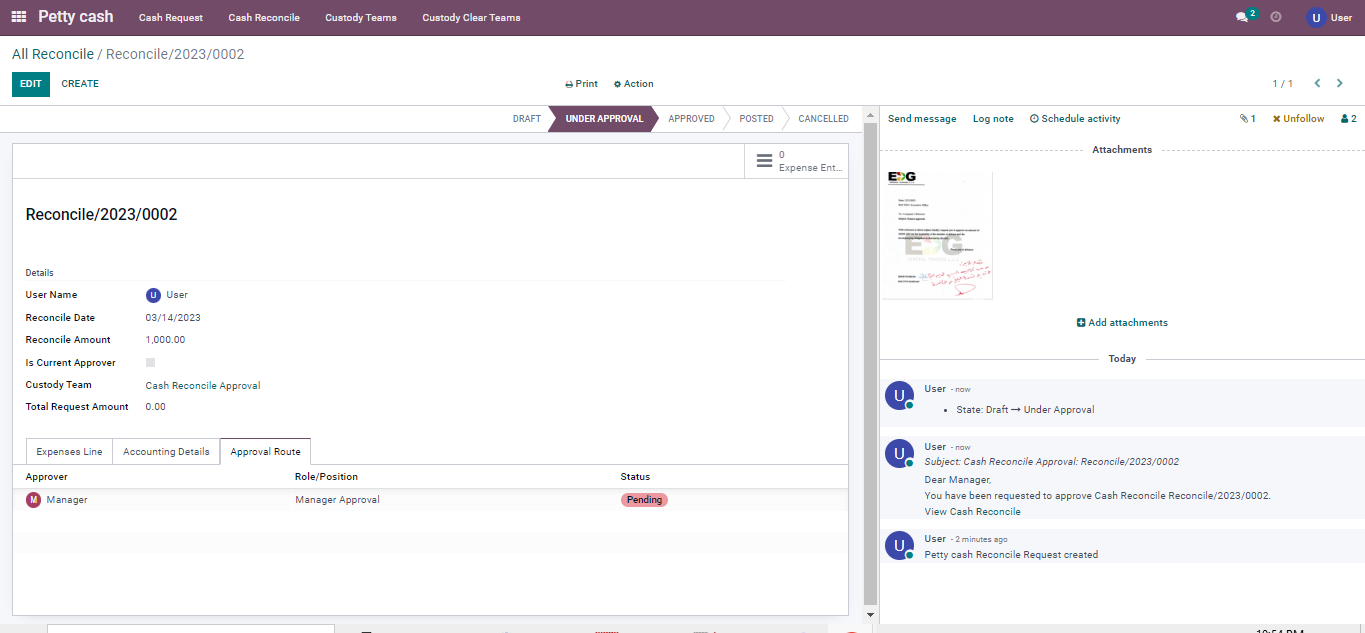 Petty cash
Cash Request
Cash Reconcile
Custody Teams
Custody Clear Teams
2
U
User
All Reconcile / Reconcile/2023/0002
EDIT
CREATE
Print
Action
1 / 1
DRAFT
UNDER APPROVAL
APPROVED
POSTED
CANCELLED
0
Expense Ent...
Reconcile/2023/0002
Details
User Name
U User
Reconcile Date
03/14/2023
Reconcile Amount
1,000.00
Is Current Approver
Custody Team
Cash Reconcile Approval
Total Request Amount
0.00
Expenses Line
Accounting Details
Approval Route
Approver
Role/Position
Status
M Manager
Manager Approval
Pending
Send message
Log note
Schedule activity
1
Unfollow
2
Attachments
Add attachments
Today
U
User - now
State: Draft → Under Approval
U
User - now
Subject: Cash Reconcile Approval: Reconcile/2023/0002
Dear Manager,
You have been requested to approve Cash Reconcile Reconcile/2023/0002.
View Cash Reconcile
U
User - 2 minutes ago
Petty cash Reconcile Request created